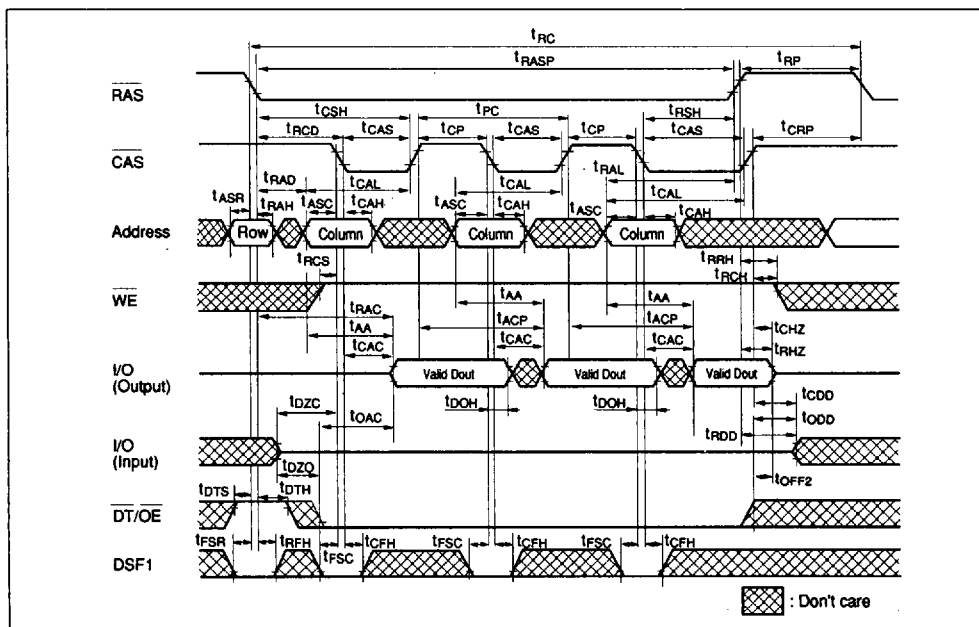 tRC
tRASP tRP
RAS
tCSH tPC tRSH
tRCD tCAS tCP tCAS tCP tCAS tCRP
CAS
tRAD tCAL tCAL tRAL
tCAL
tASR tRAH tASC tCAH tASC tCAH tASC tCAH
Address Row Column Column Column
tRCS tRRH
tRCH
WE
tRAC tAA tAA
tAA tACP tACP tCHZ
tCAC tCAC tCAC tRHZ
I/O
(Output) Valid Dout Valid Dout Valid Dout
tDZC tDOH tDOH tCDD
tOAC tODD
tRDD
I/O
(Input)
tDZO tOFF2
tDTS tDTH
DT/OE
tFSR tRFH tFSC tCFH tFSC tCFH tFSC tCFH
DSF1
: Don't care